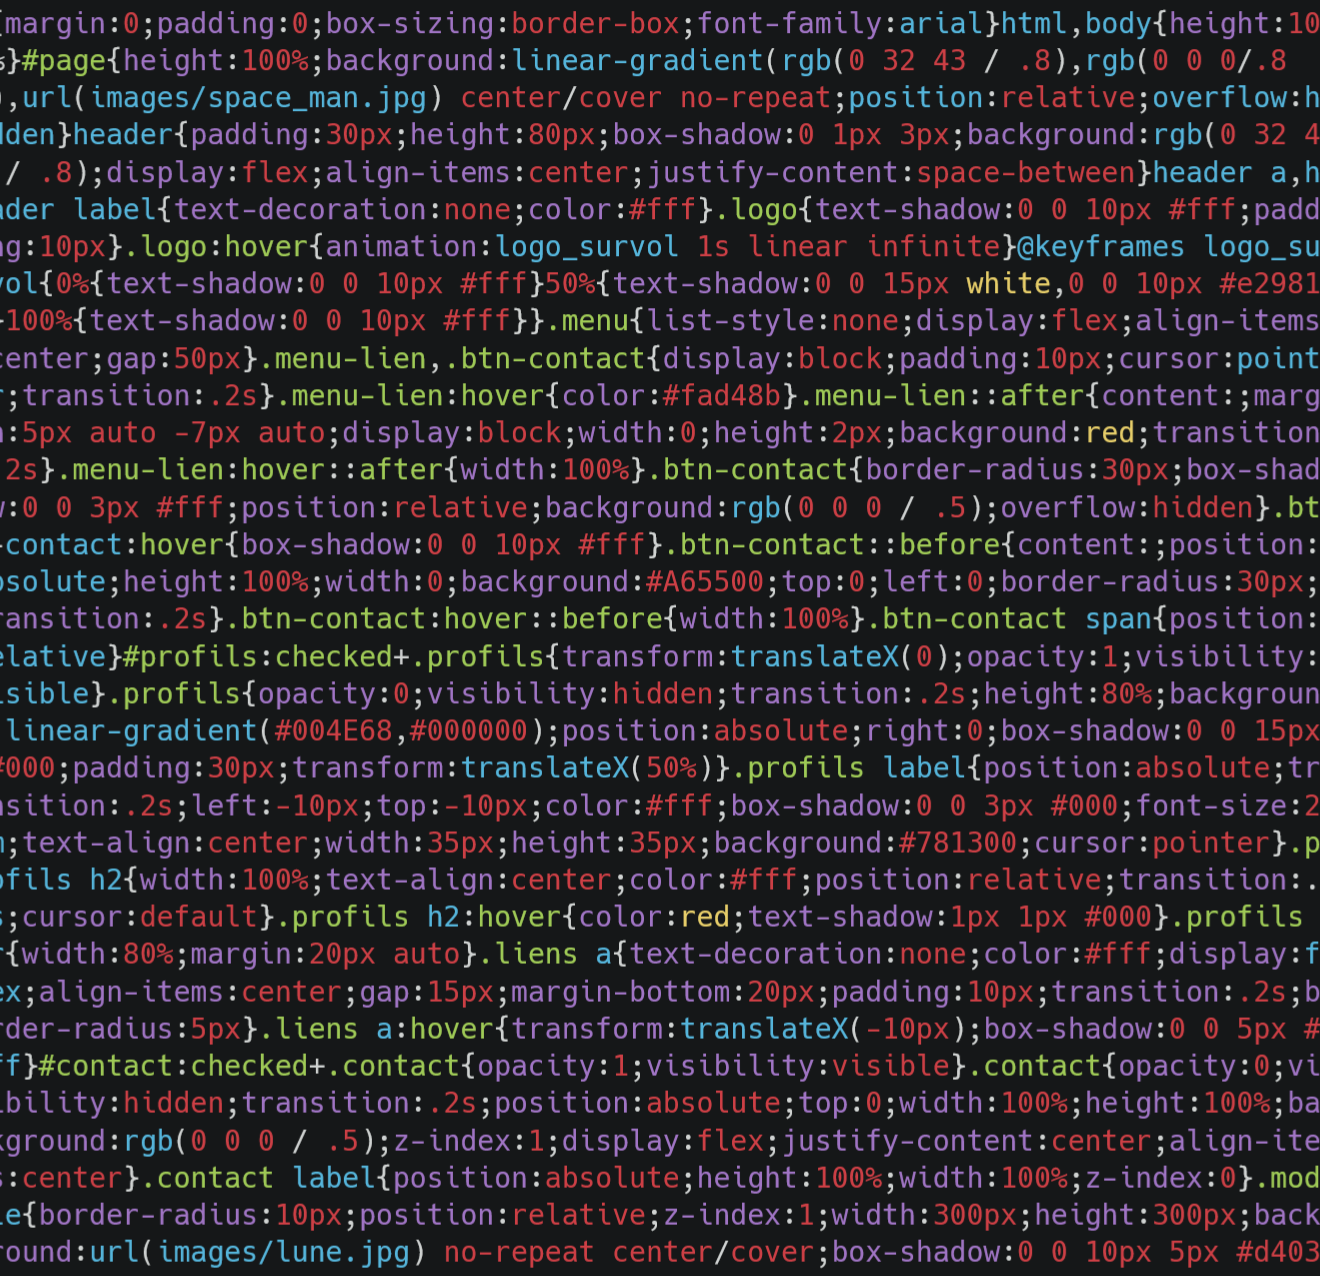 {margin:0;padding:0;box-sizing:border-box;font-family:arial}html,body{height:10
%}#page{height:100%;background:linear-gradient(rgb(0 32 43 / .8),rgb(0 0 0/.8
),url(images/space_man.jpg) center/cover no-repeat;position:relative;overflow:h
dden}header{padding:30px;height:80px;box-shadow:0 1px 3px;background:rgb(0 32 4
/ .8);display:flex;align-items:center;justify-content:space-between}header a,h
ader label{text-decoration:none;color:#fff}.logo{text-shadow:0 0 10px #fff;padd
ng:10px}.logo:hover{animation:logo_survol 1s linear infinite}@keyframes logo_su
vol{0%{text-shadow:0 0 10px #fff}50%{text-shadow:0 0 15px white,0 0 10px #e2981
100%{text-shadow:0 0 10px #fff}}.menu{list-style:none;display:flex;align-items
center;gap:50px}.menu-lien,.btn-contact{display:block;padding:10px;cursor:point
r;transition:.2s}.menu-lien:hover{color:#fad48b}.menu-lien::after{content:;marg
:5px auto -7px auto;display:block;width:0;height:2px;background:red;transition
2s}.menu-lien:hover::after{width:100%}.btn-contact{border-radius:30px;box-shad
w:0 0 3px #fff;position:relative;background:rgb(0 0 0 / .5);overflow:hidden}.bt
-contact:hover{box-shadow:0 0 10px #fff}.btn-contact::before{content:;position:
bsolute;height:100%;width:0;background:#A65500;top:0;left:0;border-radius:30px;
ransition:.2s}.btn-contact:hover::before{width:100%}.btn-contact span{position:
elative}#profils:checked+.profils{transform:translateX(0);opacity:1;visibility:
isible}.profils{opacity:0;visibility:hidden;transition:.2s;height:80%;backgroun
linear-gradient(#004E68,#000000);position:absolute;right:0;box-shadow:0 0 15px
#000;padding:30px;transform:translateX(50%)}.profils label{position:absolute;tr
nsition:.2s;left:-10px;top:-10px;color:#fff;box-shadow:0 0 3px #000;font-size:2
m;text-align:center;width:35px;height:35px;background:#781300;cursor:pointer}.p
ofils h2{width:100%;text-align:center;color:#fff;position:relative;transition:.
s;cursor:default}.profils h2:hover{color:red;text-shadow:1px 1px #000}.profils
r{width:80%;margin:20px auto}.liens a{text-decoration:none;color:#fff;display:f
ex;align-items:center;gap:15px;margin-bottom:20px;padding:10px;transition:.2s;b
rder-radius:5px}.liens a:hover{transform:translateX(-10px);box-shadow:0 0 5px #
ff}#contact:checked+.contact{opacity:1;visibility:visible}.contact{opacity:0;vi
ibility:hidden;transition:.2s;position:absolute;top:0;width:100%;height:100%;ba
kground:rgb(0 0 0 / .5);z-index:1;display:flex;justify-content:center;align-ite
s:center}.contact label{position:absolute;height:100%;width:100%;z-index:0}.mod
le{border-radius:10px;position:relative;z-index:1;width:300px;height:300px;back
round:url(images/lune.jpg) no-repeat center/cover;box-shadow:0 0 10px 5px #d403